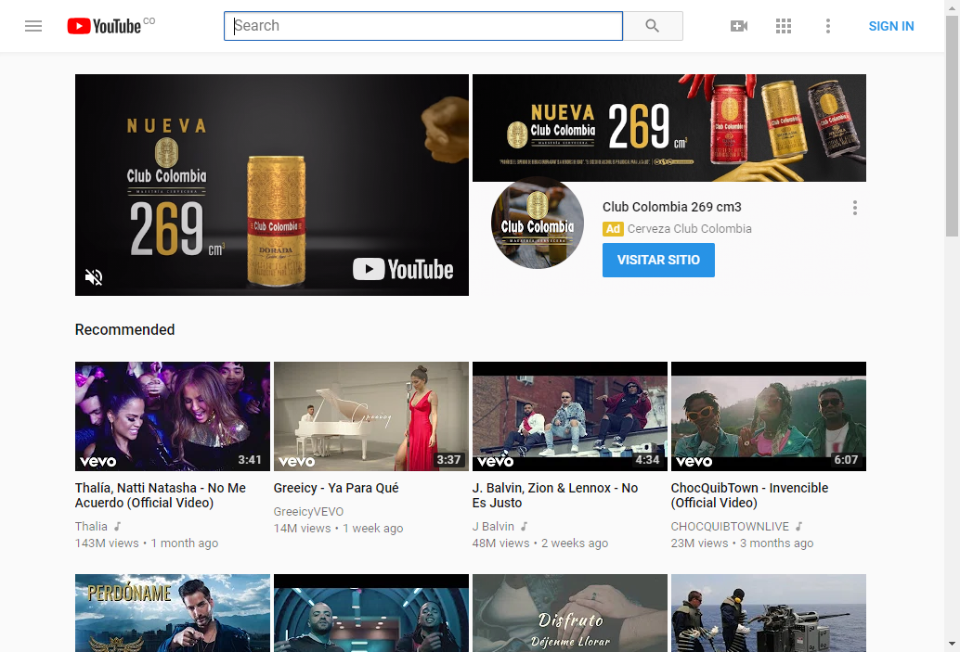 YouTube CO
Search
SIGN IN
NUEVA
Club Colombia
MAESTRÍA CERVECERA
269 cm³
Club Colombia
DORADA
YouTube
NUEVA
Club Colombia
269 cm³
Club Colombia
Club Colombia 269 cm3
Ad Cerveza Club Colombia
VISITAR SITIO
Recommended
vevo 3:41
vevo 3:37
Greeicy
vevo 4:34
vevo 6:07
Thalía, Natti Natasha - No Me
Acuerdo (Official Video)
Thalia
143M views • 1 month ago
Greeicy - Ya Para Qué
GreeicyVEVO
14M views • 1 week ago
J. Balvin, Zion & Lennox - No
Es Justo
J Balvin
48M views • 2 weeks ago
ChocQuibTown - Invencible
(Official Video)
CHOCQUIBTOWNLIVE
23M views • 3 months ago
PERDÓNAME
Disfruto
Déjenme Llorar